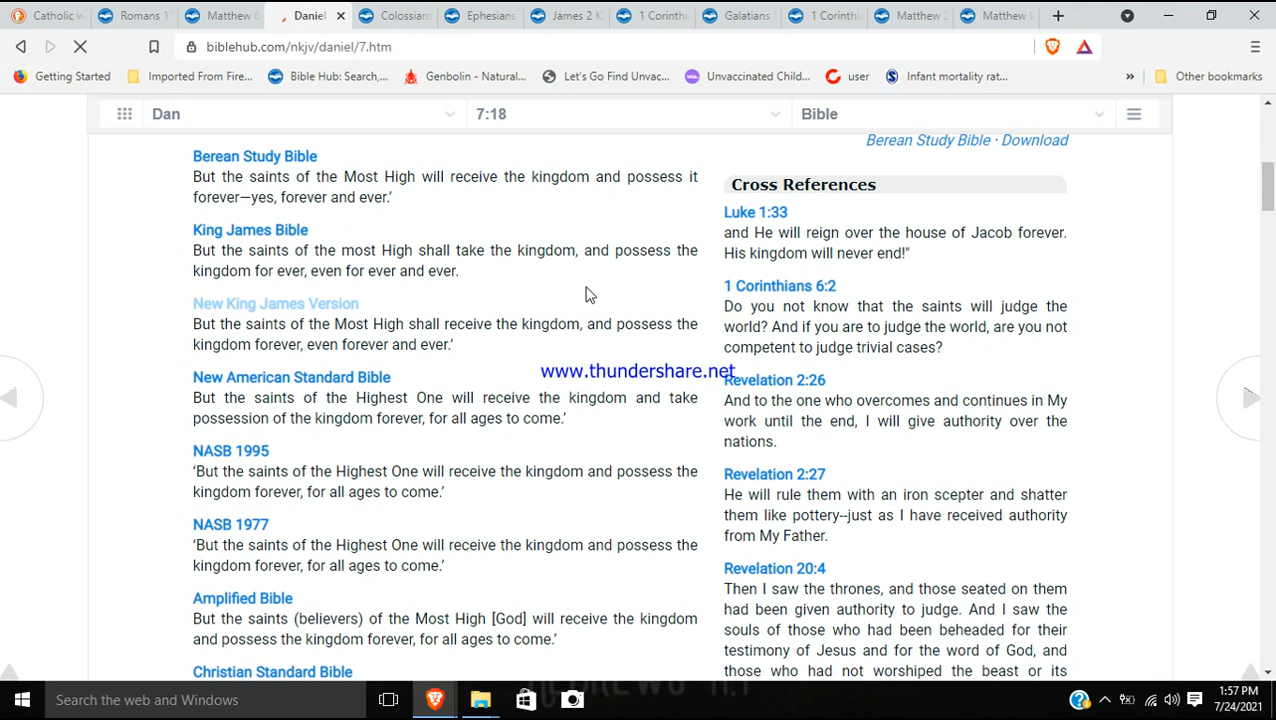 Catholic w
Romans 1
Matthew 6
Daniel
Colossians
Ephesians
James 2 K
1 Corinthi
Galatians
1 Corinthi
Matthew 2
Matthew 9
biblehub.com/nkjv/daniel/7.htm
Getting Started
Imported From Fire...
Bible Hub: Search,...
Genbolin - Natural...
Let's Go Find Unvac...
Unvaccinated Child...
user
Infant mortality rat...
Other bookmarks
Dan
7:18
Bible
Berean Study Bible · Download
Berean Study Bible
But the saints of the Most High will receive the kingdom and possess it
forever—yes, forever and ever.'
King James Bible
But the saints of the most High shall take the kingdom, and possess the
kingdom for ever, even for ever and ever.
New King James Version
But the saints of the Most High shall receive the kingdom, and possess the
kingdom forever, even forever and ever.'
New American Standard Bible
But the saints of the Highest One will receive the kingdom and take
possession of the kingdom forever, for all ages to come.'
NASB 1995
'But the saints of the Highest One will receive the kingdom and possess the
kingdom forever, for all ages to come.'
NASB 1977
'But the saints of the Highest One will receive the kingdom and possess the
kingdom forever, for all ages to come.'
Amplified Bible
But the saints (believers) of the Most High [God] will receive the kingdom
and possess the kingdom forever, for all ages to come.'
Christian Standard Bible
www.thundershare.net
Cross References
Luke 1:33
and He will reign over the house of Jacob forever.
His kingdom will never end!"
1 Corinthians 6:2
Do you not know that the saints will judge the
world? And if you are to judge the world, are you not
competent to judge trivial cases?
Revelation 2:26
And to the one who overcomes and continues in My
work until the end, I will give authority over the
nations.
Revelation 2:27
He will rule them with an iron scepter and shatter
them like pottery--just as I have received authority
from My Father.
Revelation 20:4
Then I saw the thrones, and those seated on them
had been given authority to judge. And I saw the
souls of those who had been beheaded for their
testimony of Jesus and for the word of God, and
those who had not worshiped the beast or its
Search the web and Windows
1:57 PM
7/24/2021